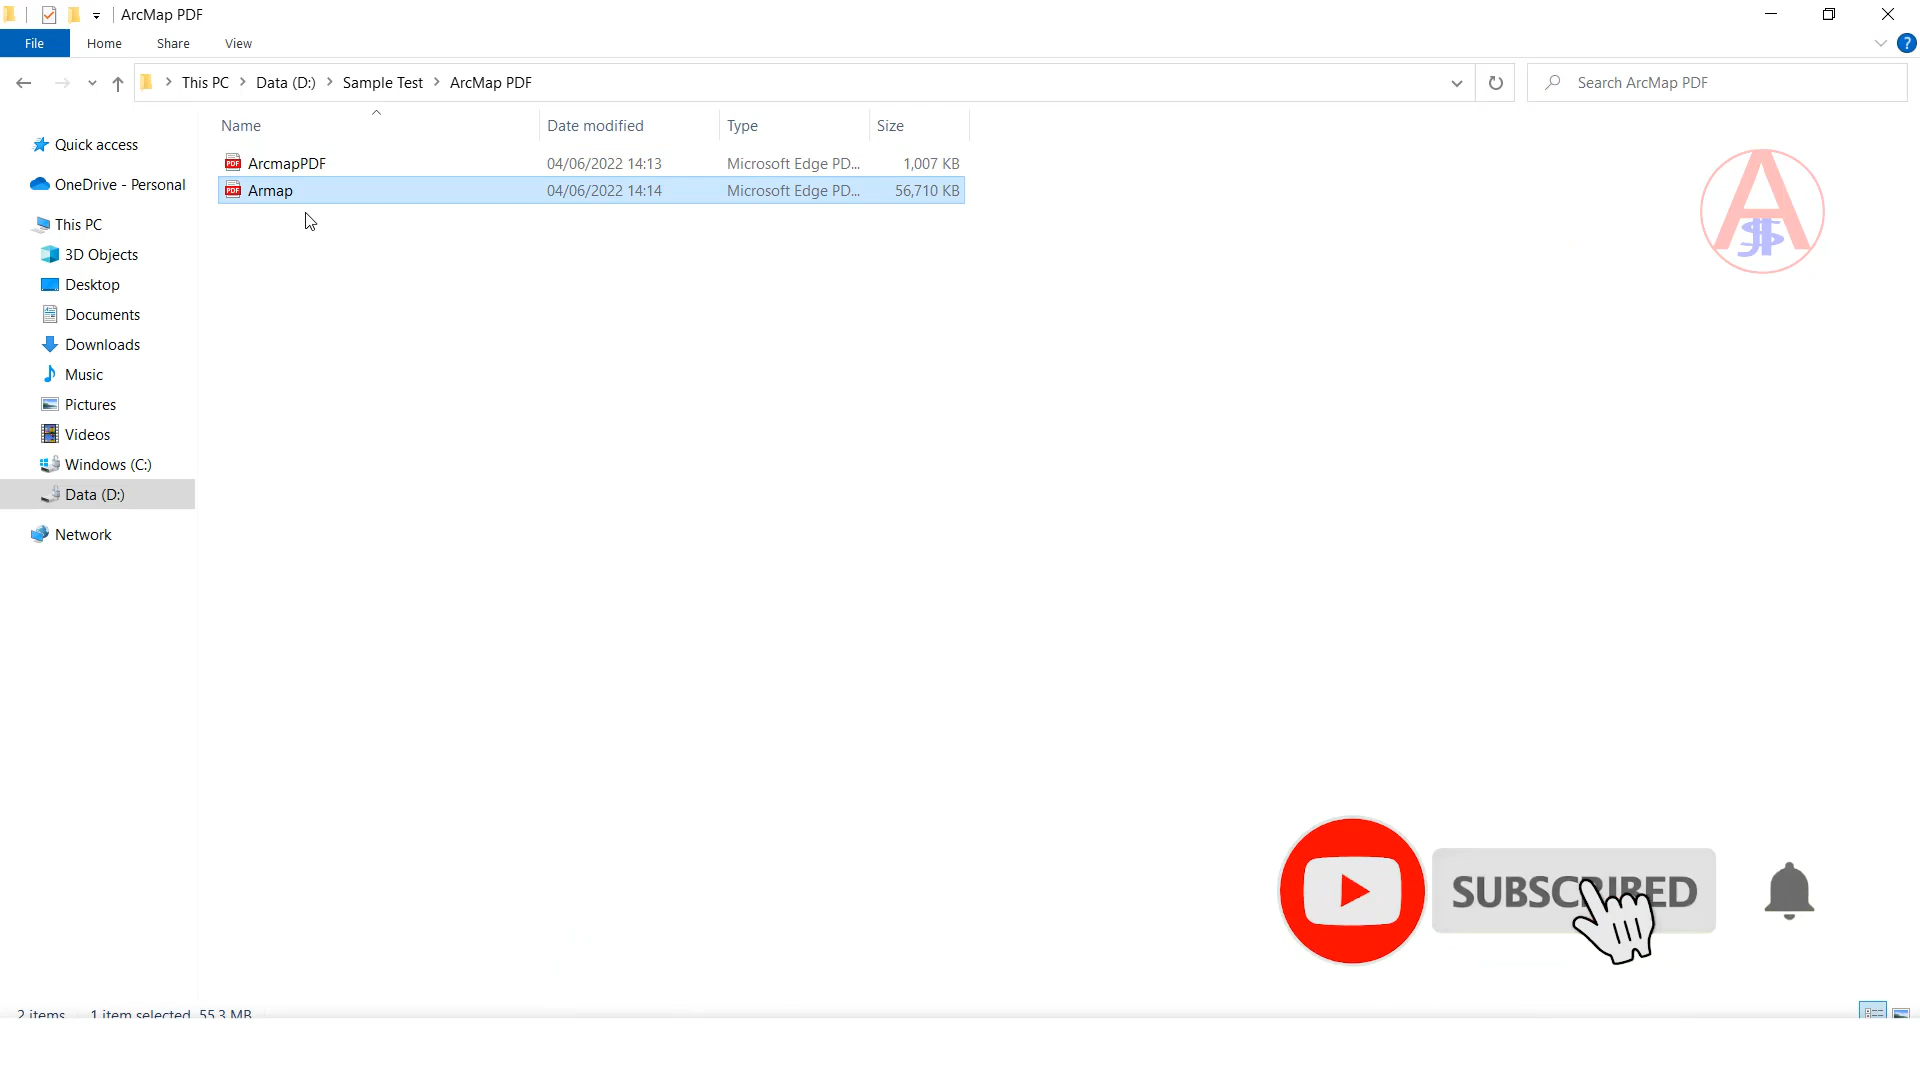 ArcMap PDF
File Home Share View
This PC Data (D:) Sample Test ArcMap PDF
Search ArcMap PDF
Name Date modified Type Size
ArcmapPDF 04/06/2022 14:13 Microsoft Edge PD... 1,007 KB
Armap 04/06/2022 14:14 Microsoft Edge PD... 56,710 KB
Quick access
OneDrive - Personal
This PC
3D Objects
Desktop
Documents
Downloads
Music
Pictures
Videos
Windows (C:)
Data (D:)
Network
SUBSCRIBED
2 items 1 item selected 55.3 MB